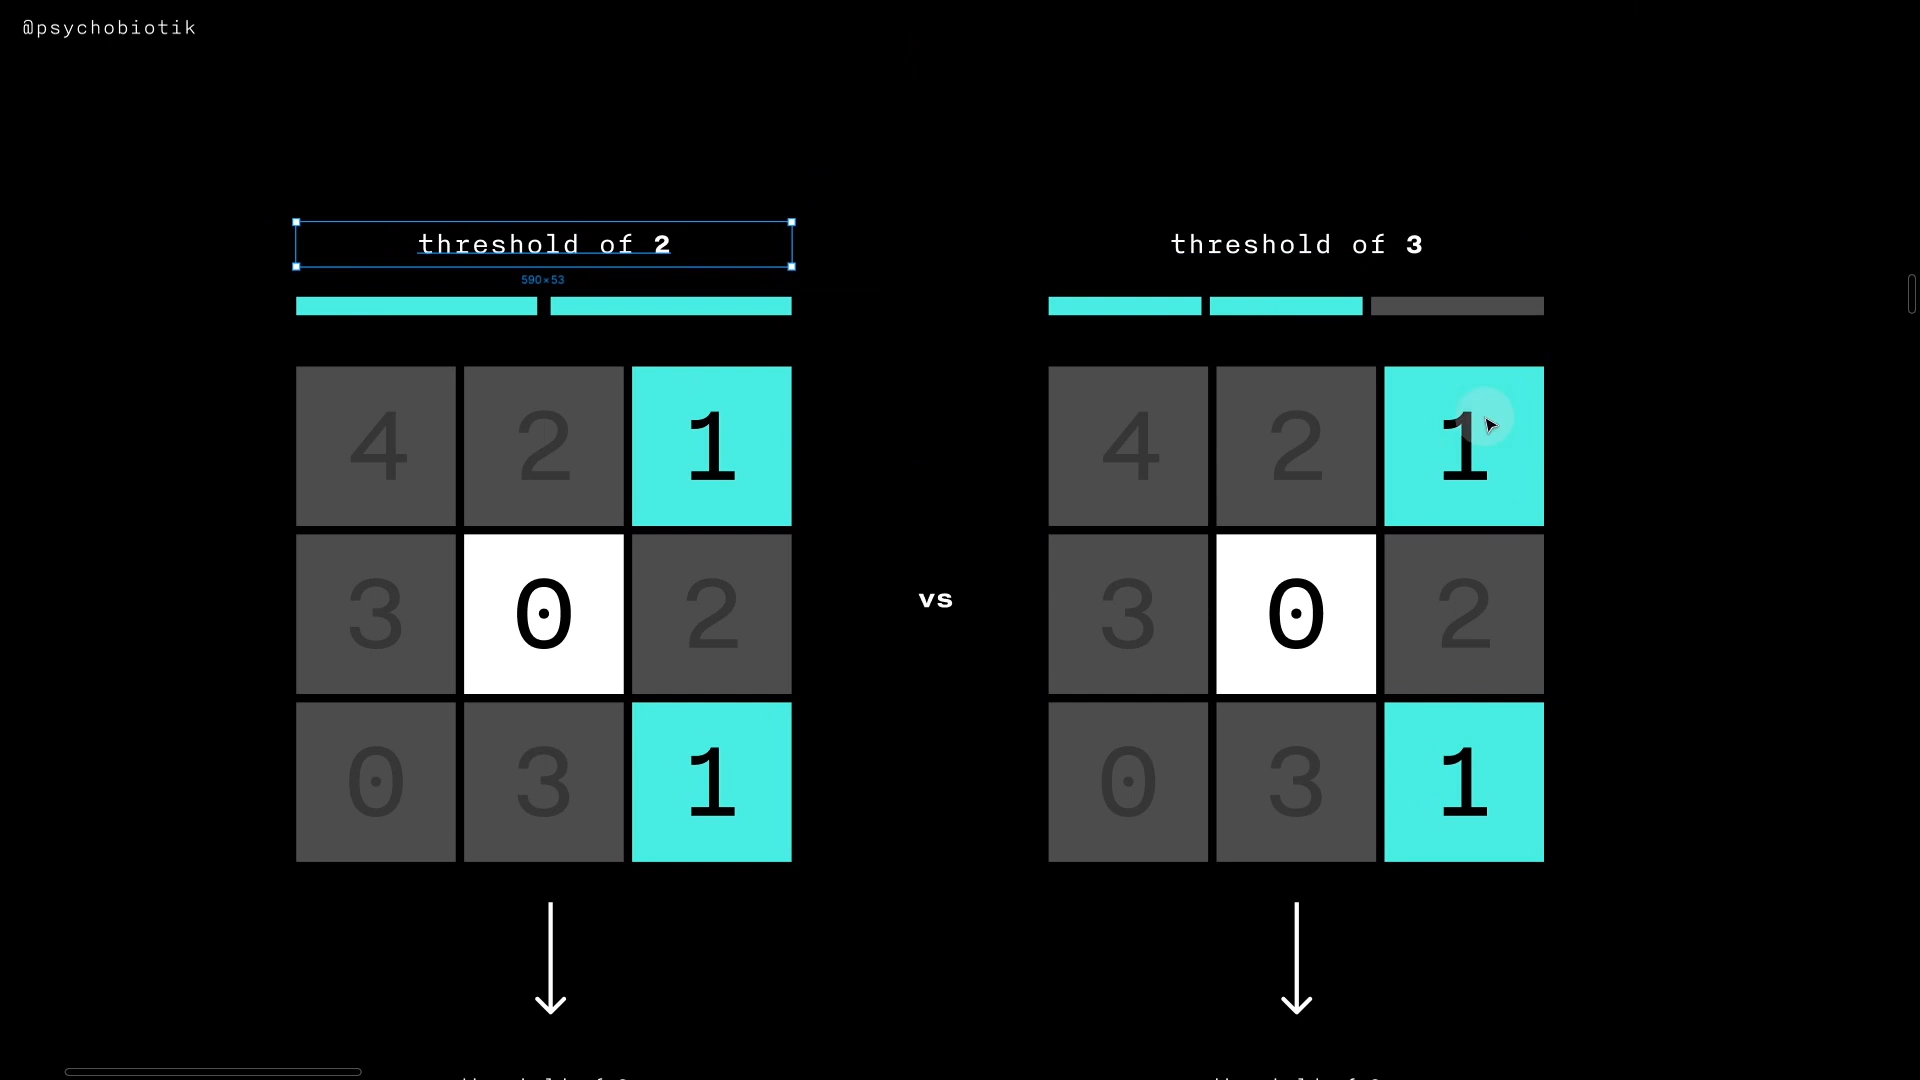 @psychobiotik
threshold of 2
590×53
4 2 1
3 0 2
0 3 1
vs
threshold of 3
4 2 1
3 0 2
0 3 1